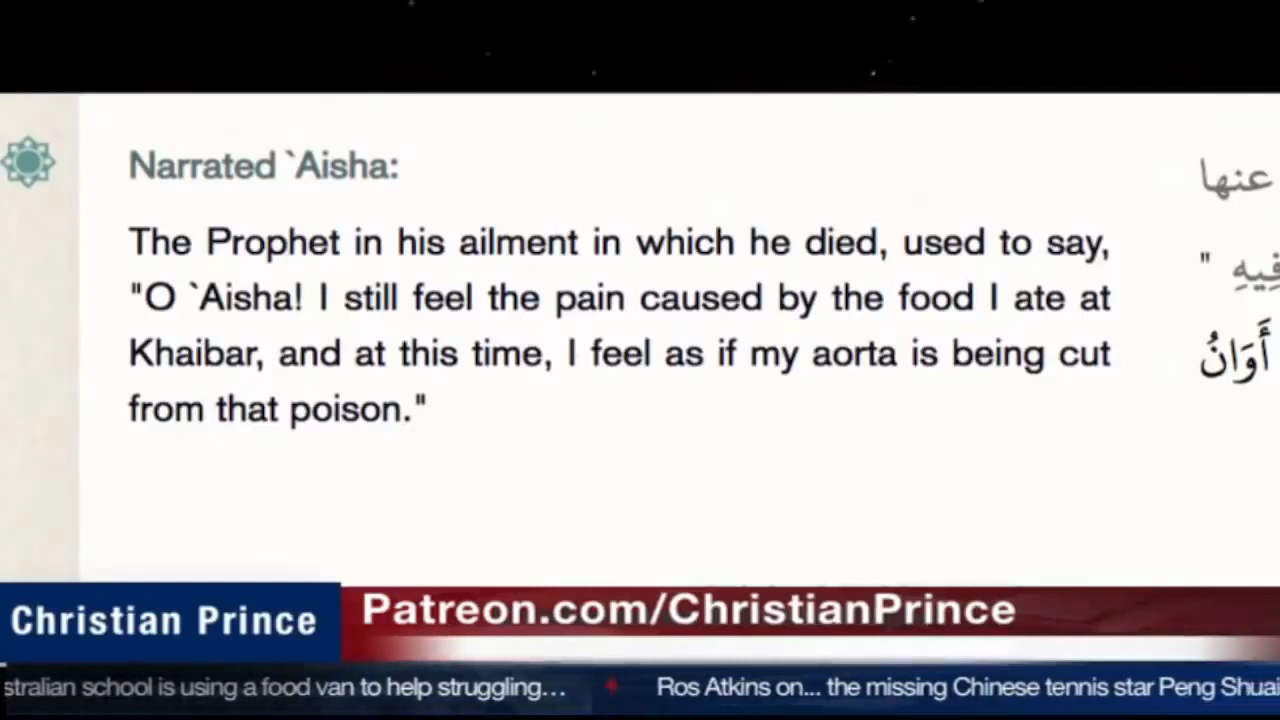 Narrated `Aisha:
عنها
The Prophet in his ailment in which he died, used to say,
"O `Aisha! I still feel the pain caused by the food I ate at
فِيهِ "
Khaibar, and at this time, I feel as if my aorta is being cut
أَوَانُ
from that poison."
Christian Prince
Patreon.com/ChristianPrince
stralian school is using a food van to help struggling...
Ros Atkins on... the missing Chinese tennis star Peng Shuai